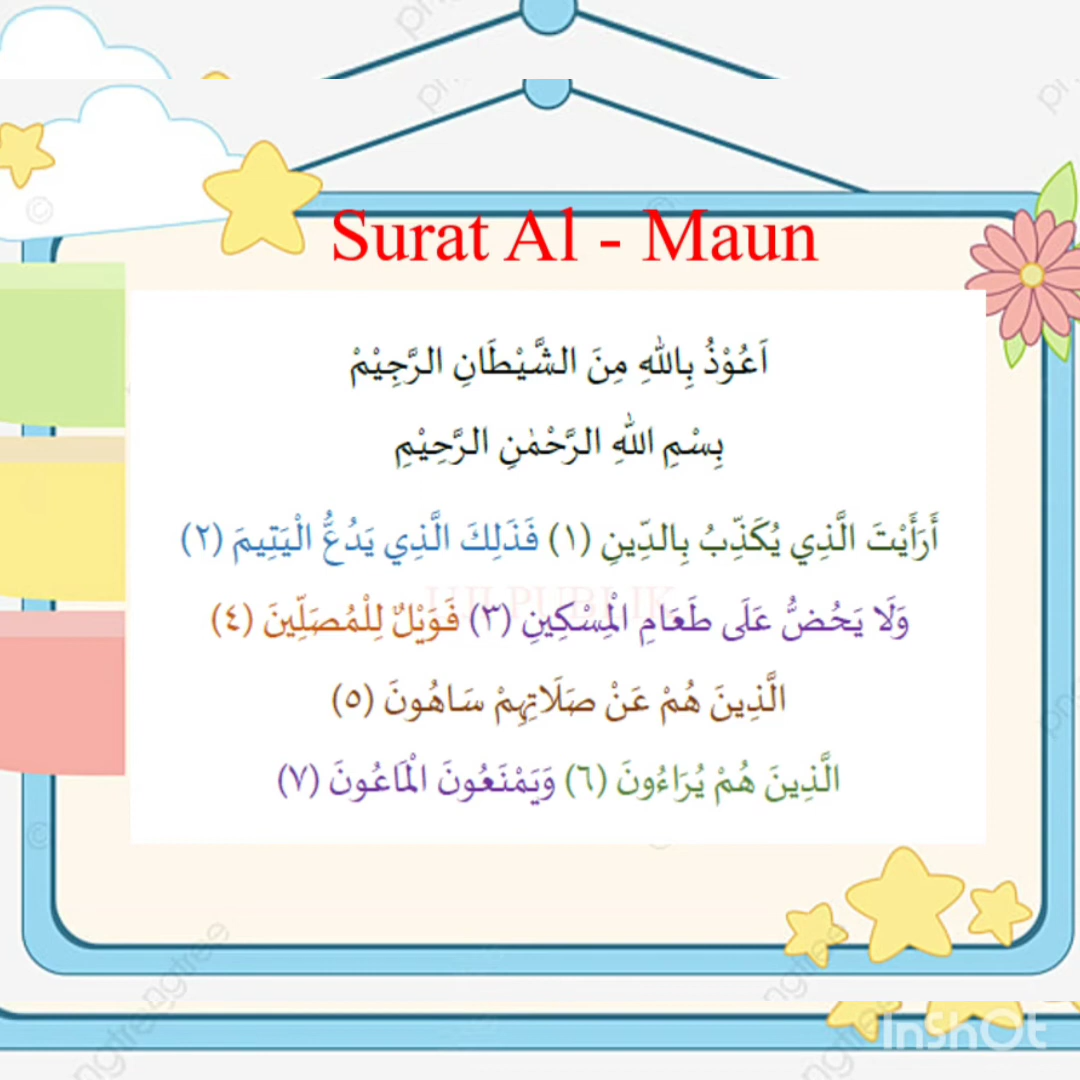 Surat Al - Maun
اَعُوْذُ بِاللهِ مِنَ الشَّيْطَانِ الرَّجِيْمْ
بِسْمِ اللهِ الرَّحْمٰنِ الرَّحِيْمِ
أَرَأَيْتَ الَّذِي يُكَذِّبُ بِالدِّينِ (١) فَذَلِكَ الَّذِي يَدُعُّ الْيَتِيمَ (٢)
وَلَا يَحُضُّ عَلَى طَعَامِ الْمِسْكِينِ (٣) فَوَيْلٌ لِلْمُصَلِّينَ (٤)
الَّذِينَ هُمْ عَنْ صَلَاتِهِمْ سَاهُونَ (٥)
الَّذِينَ هُمْ يُرَاءُونَ (٦) وَيَمْنَعُونَ الْمَاعُونَ (٧)
InShOt